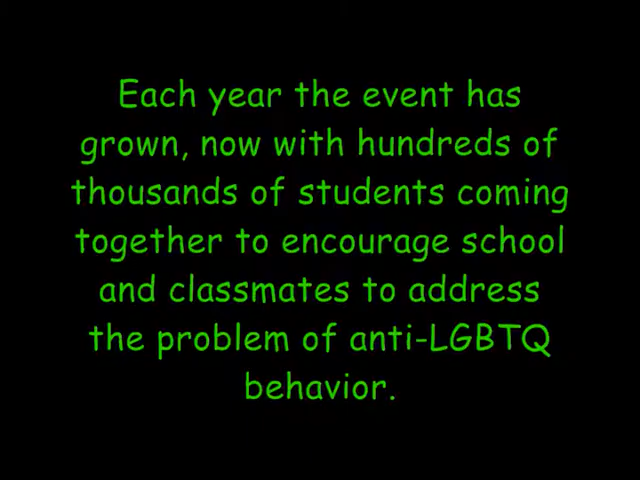 Each year the event has
grown, now with hundreds of
thousands of students coming
together to encourage school
and classmates to address
the problem of anti-LGBTQ
behavior.